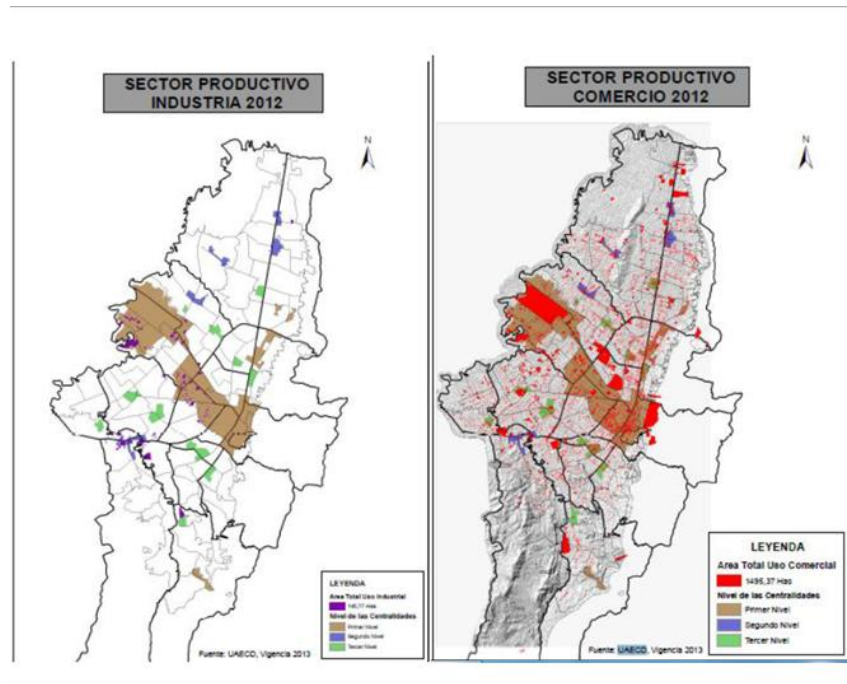 SECTOR PRODUCTIVO
INDUSTRIA 2012
N
LEYENDA
Area Total Uso Industrial
Has
Nivel de las Centralidades
Primer Nivel
Segundo Nivel
Tercer Nivel
Fuente: UAECD, Vigencia 2013
SECTOR PRODUCTIVO
COMERCIO 2012
N
LEYENDA
Area Total Uso Comercial
1495,37 Has
Nivel de las Centralidades
Primer Nivel
Segundo Nivel
Tercer Nivel
Fuente: UAECD, Vigencia 2013